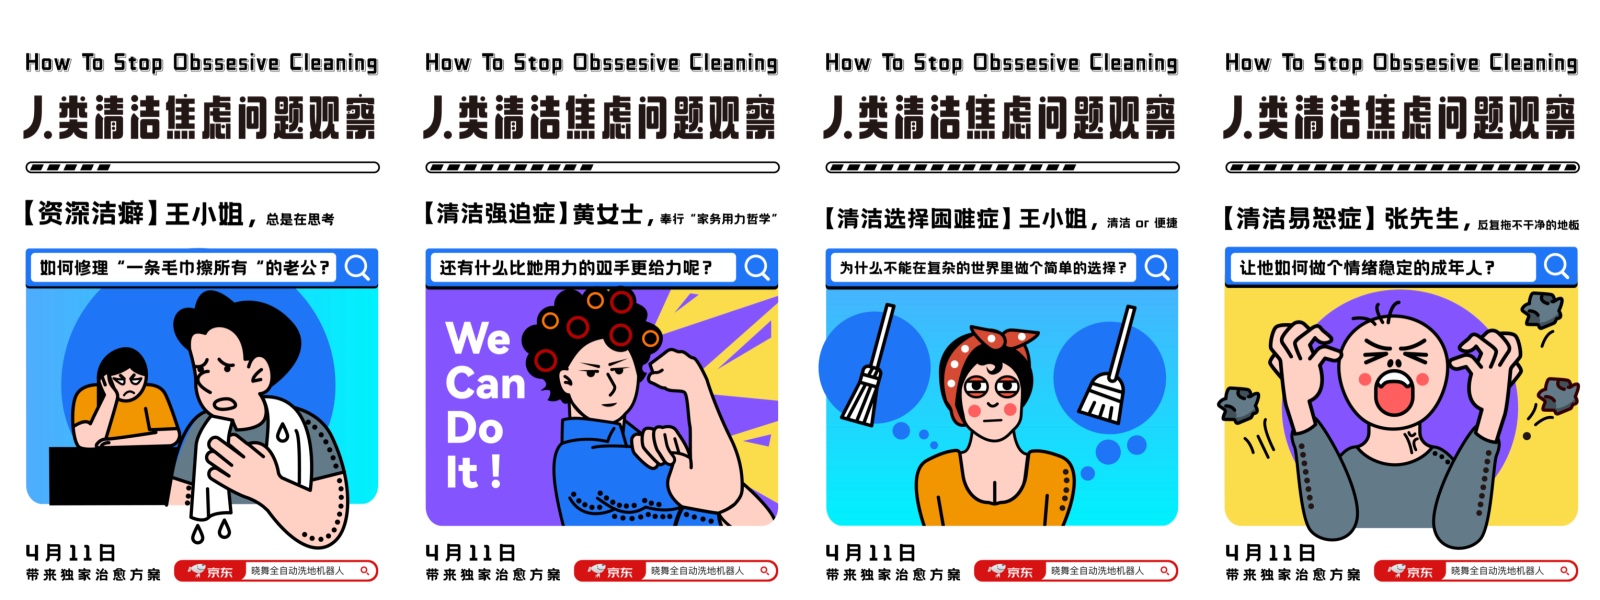 How To Stop Obssesive Cleaning
人类清洁焦虑问题观察
【资深洁癖】王小姐，总是在思考
如何修理“一条毛巾擦所有“的老公？
4月11日
带来独家治愈方案
京东 晓舞全自动洗地机器人
How To Stop Obssesive Cleaning
人类清洁焦虑问题观察
【清洁强迫症】黄女士，奉行“家务用力哲学”
还有什么比她用力的双手更给力呢？
We
Can
Do
It !
4月11日
带来独家治愈方案
京东 晓舞全自动洗地机器人
How To Stop Obssesive Cleaning
人类清洁焦虑问题观察
【清洁选择困难症】王小姐，清洁 or 便捷
为什么不能在复杂的世界里做个简单的选择？
4月11日
带来独家治愈方案
京东 晓舞全自动洗地机器人
How To Stop Obssesive Cleaning
人类清洁焦虑问题观察
【清洁易怒症】张先生，反复拖不干净的地板
让他如何做个情绪稳定的成年人？
4月11日
带来独家治愈方案
京东 晓舞全自动洗地机器人